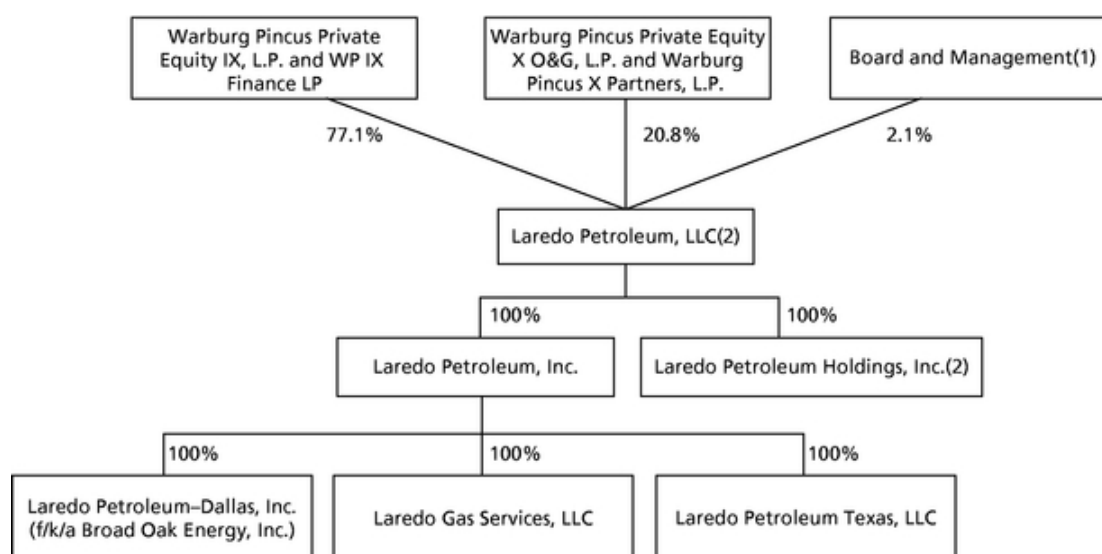 Warburg Pincus Private
Equity IX, L.P. and WP IX
Finance LP
Warburg Pincus Private Equity
X O&G, L.P. and Warburg
Pincus X Partners, L.P.
Board and Management(1)
77.1%
20.8%
2.1%
Laredo Petroleum, LLC(2)
100%
100%
Laredo Petroleum, Inc.
Laredo Petroleum Holdings, Inc.(2)
100%
100%
100%
Laredo Petroleum–Dallas, Inc.
(f/k/a Broad Oak Energy, Inc.)
Laredo Gas Services, LLC
Laredo Petroleum Texas, LLC